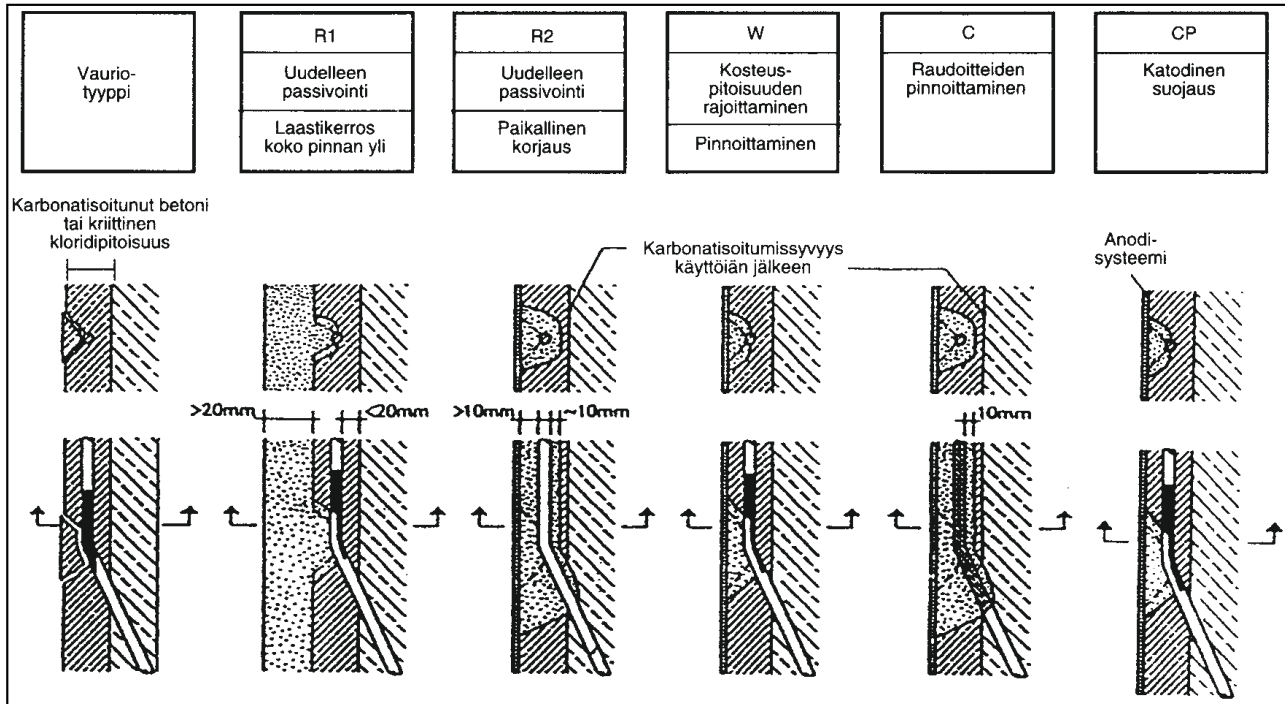 Vaurio-
tyyppi
R1
Uudelleen
passivointi
Laastikerros
koko pinnan yli
R2
Uudelleen
passivointi
Paikallinen
korjaus
W
Kosteus-
pitoisuuden
rajoittaminen
Pinnoittaminen
C
Raudoitteiden
pinnoittaminen
CP
Katodinen
suojaus
Karbonatisoitunut betoni
tai kriittinen
kloridipitoisuus
Karbonatisoitumissyvyys
käyttöiän jälkeen
Anodi-
systeemi
>20mm
<20mm
>10mm
~10mm
10mm